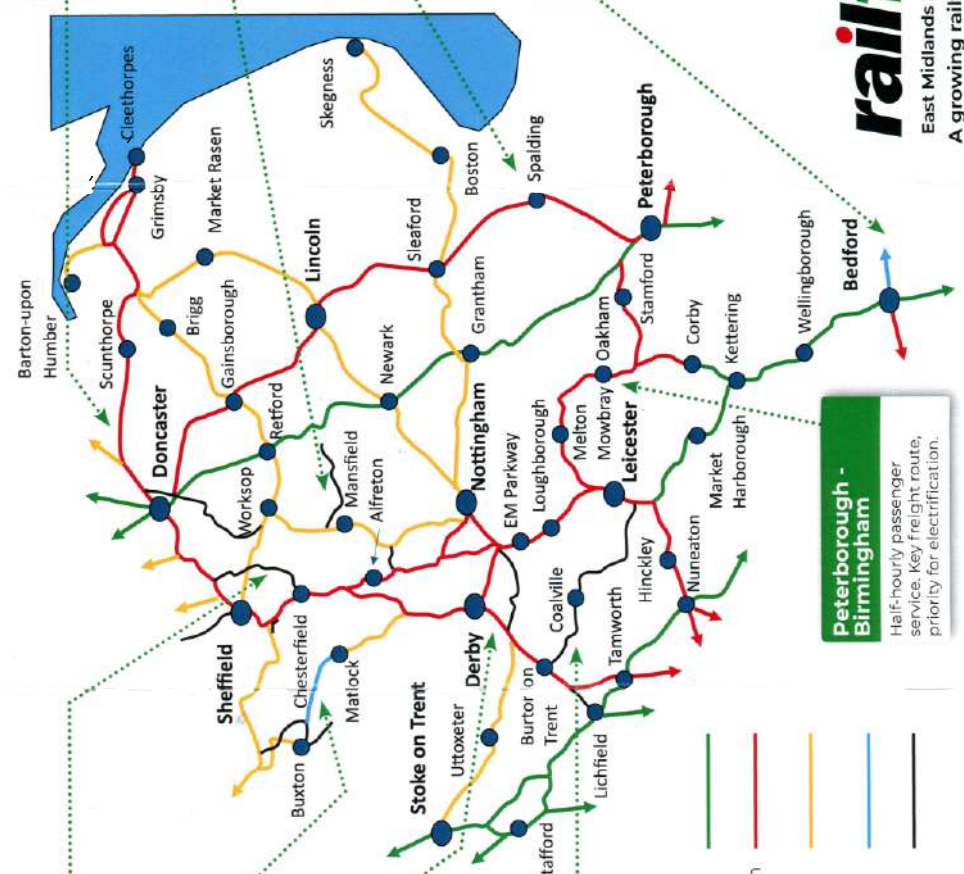 Barton-upon
Humber
Cleethorpes
Grimsby
Scunthorpe
Market Rasen
Brigg
Skegness
Doncaster
Gainsborough
Lincoln
Retford
Worksop
Sleaford
Boston
Spalding
Newark
Grantham
Mansfield
Alfreton
Sheffield
Chesterfield
Matlock
Buxton
Nottingham
Peterborough
EM Parkway
Loughborough
Melton
Mowbray
Oakham
Stamford
Derby
Stoke on Trent
Uttoxeter
Burtor on
Trent
Coalville
Leicester
Corby
Kettering
Wellingborough
Bedford
Market
Harborough
Hinckley
Nuneaton
Tamworth
Lichfield
tafford
Peterborough -
Birmingham
Half-hourly passenger
service. Key freight route,
priority for electrification.
rail
East Midlands
A growing rail